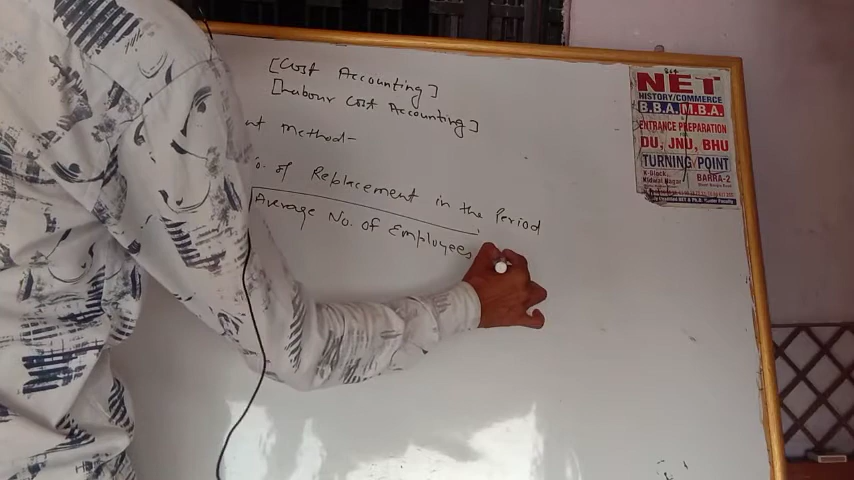 [Cost Accounting]
[Labour Cost Accounting]
nt Method-
o. of Replacement in the Period
Average No. of Employees
NET
HISTORY/COMMERCE
B.B.A. M.B.A.
ENTRANCE PREPARATION
DU, JNU, BHU
TURNING POINT
BARRA-2